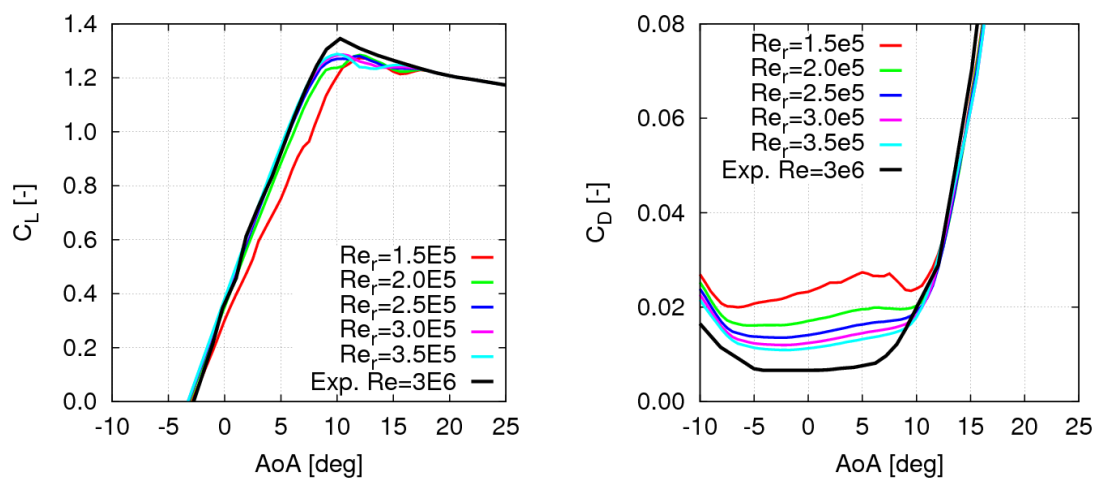 1.4
1.2
1.0
0.8
0.6
0.4
0.2
0.0
C_L [-]
Re_r=1.5E5
Re_r=2.0E5
Re_r=2.5E5
Re_r=3.0E5
Re_r=3.5E5
Exp. Re=3E6
-10 -5 0 5 10 15 20 25
AoA [deg]
0.08
0.06
0.04
0.02
0.00
C_D [-]
Re_r=1.5e5
Re_r=2.0e5
Re_r=2.5e5
Re_r=3.0e5
Re_r=3.5e5
Exp. Re=3e6
-10 -5 0 5 10 15 20 25
AoA [deg]